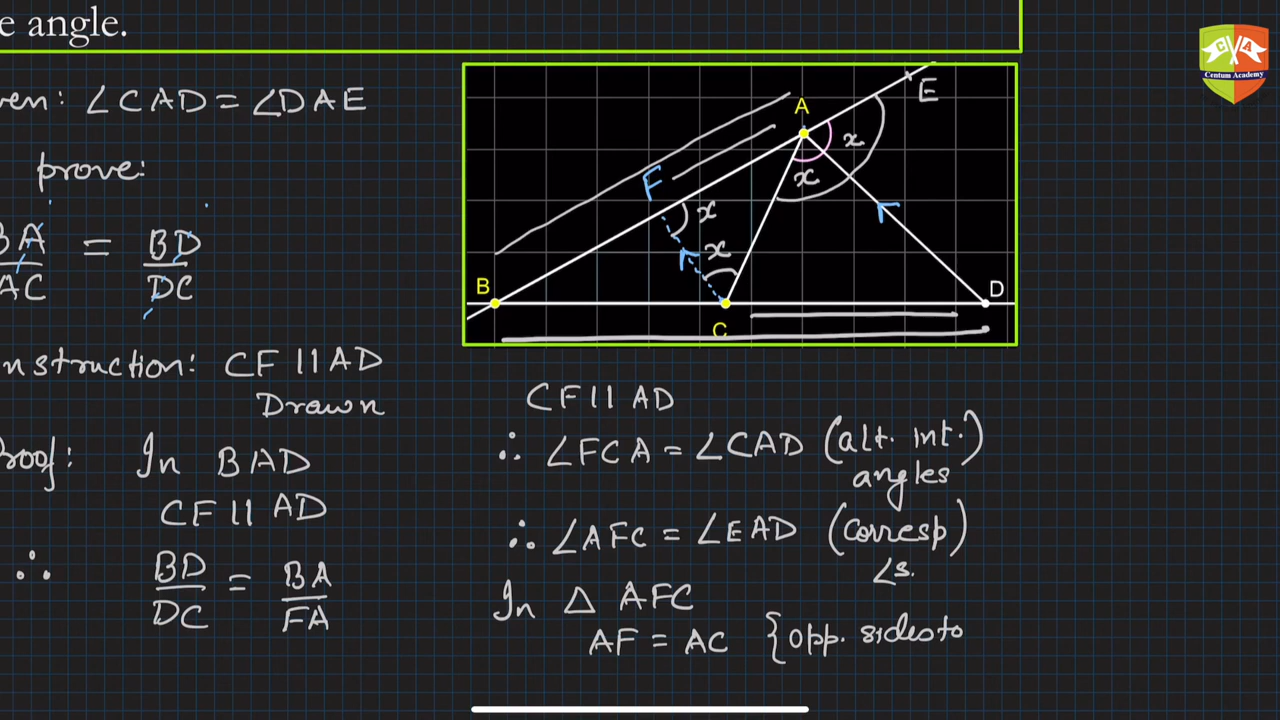 e angle.
ven: ∠CAD = ∠DAE
prove:
BA/AC = BD/DC
nstruction: CF || AD
Drawn
Proof: In BAD
CF || AD
∴ BD/DC = BA/FA
A
E
x
x
F
x
x
B
C
D
CF || AD
∴ ∠FCA = ∠CAD (alt. int.)
angles
∴ ∠AFC = ∠EAD (corresp)
∠s.
In △ AFC
AF = AC {opp. sides to
C A
Centum Academy